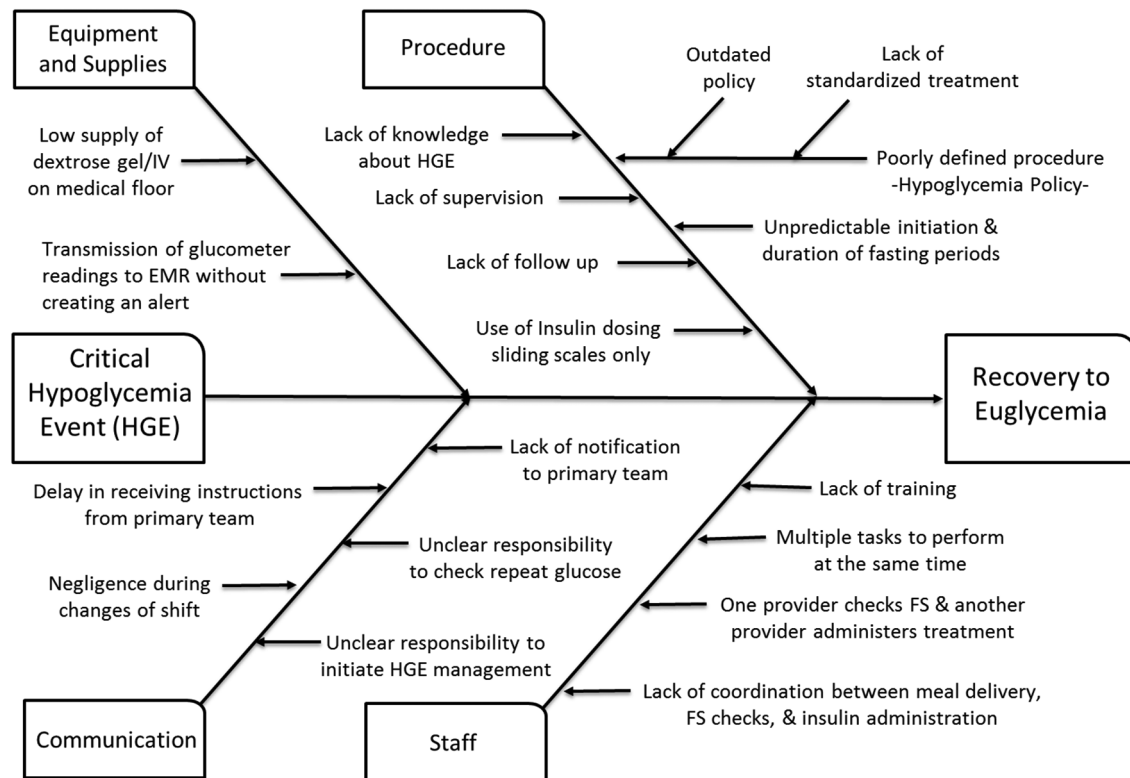 Equipment
and Supplies
Procedure
Outdated
policy
Lack of
standardized treatment
Low supply of
dextrose gel/IV
on medical floor
Lack of knowledge
about HGE
Poorly defined procedure
-Hypoglycemia Policy-
Lack of supervision
Unpredictable initiation &
duration of fasting periods
Transmission of glucometer
readings to EMR without
creating an alert
Lack of follow up
Use of Insulin dosing
sliding scales only
Critical
Hypoglycemia
Event (HGE)
Recovery to
Euglycemia
Lack of notification
to primary team
Delay in receiving instructions
from primary team
Lack of training
Unclear responsibility
to check repeat glucose
Multiple tasks to perform
at the same time
Negligence during
changes of shift
One provider checks FS & another
provider administers treatment
Unclear responsibility to
initiate HGE management
Lack of coordination between meal delivery,
FS checks, & insulin administration
Communication
Staff